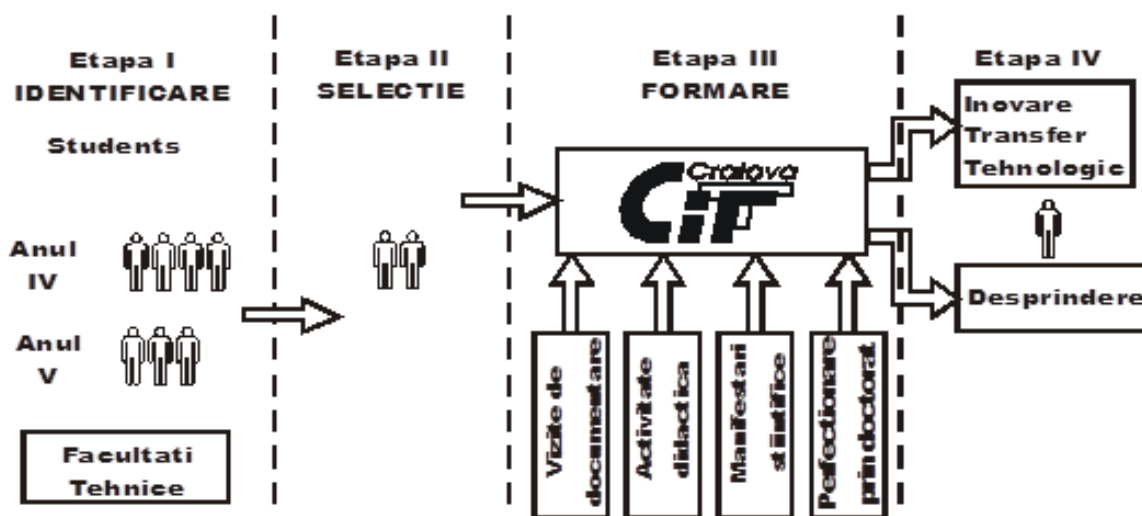 Etapa I
IDENTIFICARE
Students
Anul
IV
Anul
V
Facultati
Tehnice
Etapa II
SELECTIE
Etapa III
FORMARE
Craiova
CiT
Vizite de
documentare
Activitate
didactica
Manifestari
stiintifice
Perfectionare
prin doctorat
Etapa IV
Inovare
Transfer
Tehnologic
Desprindere